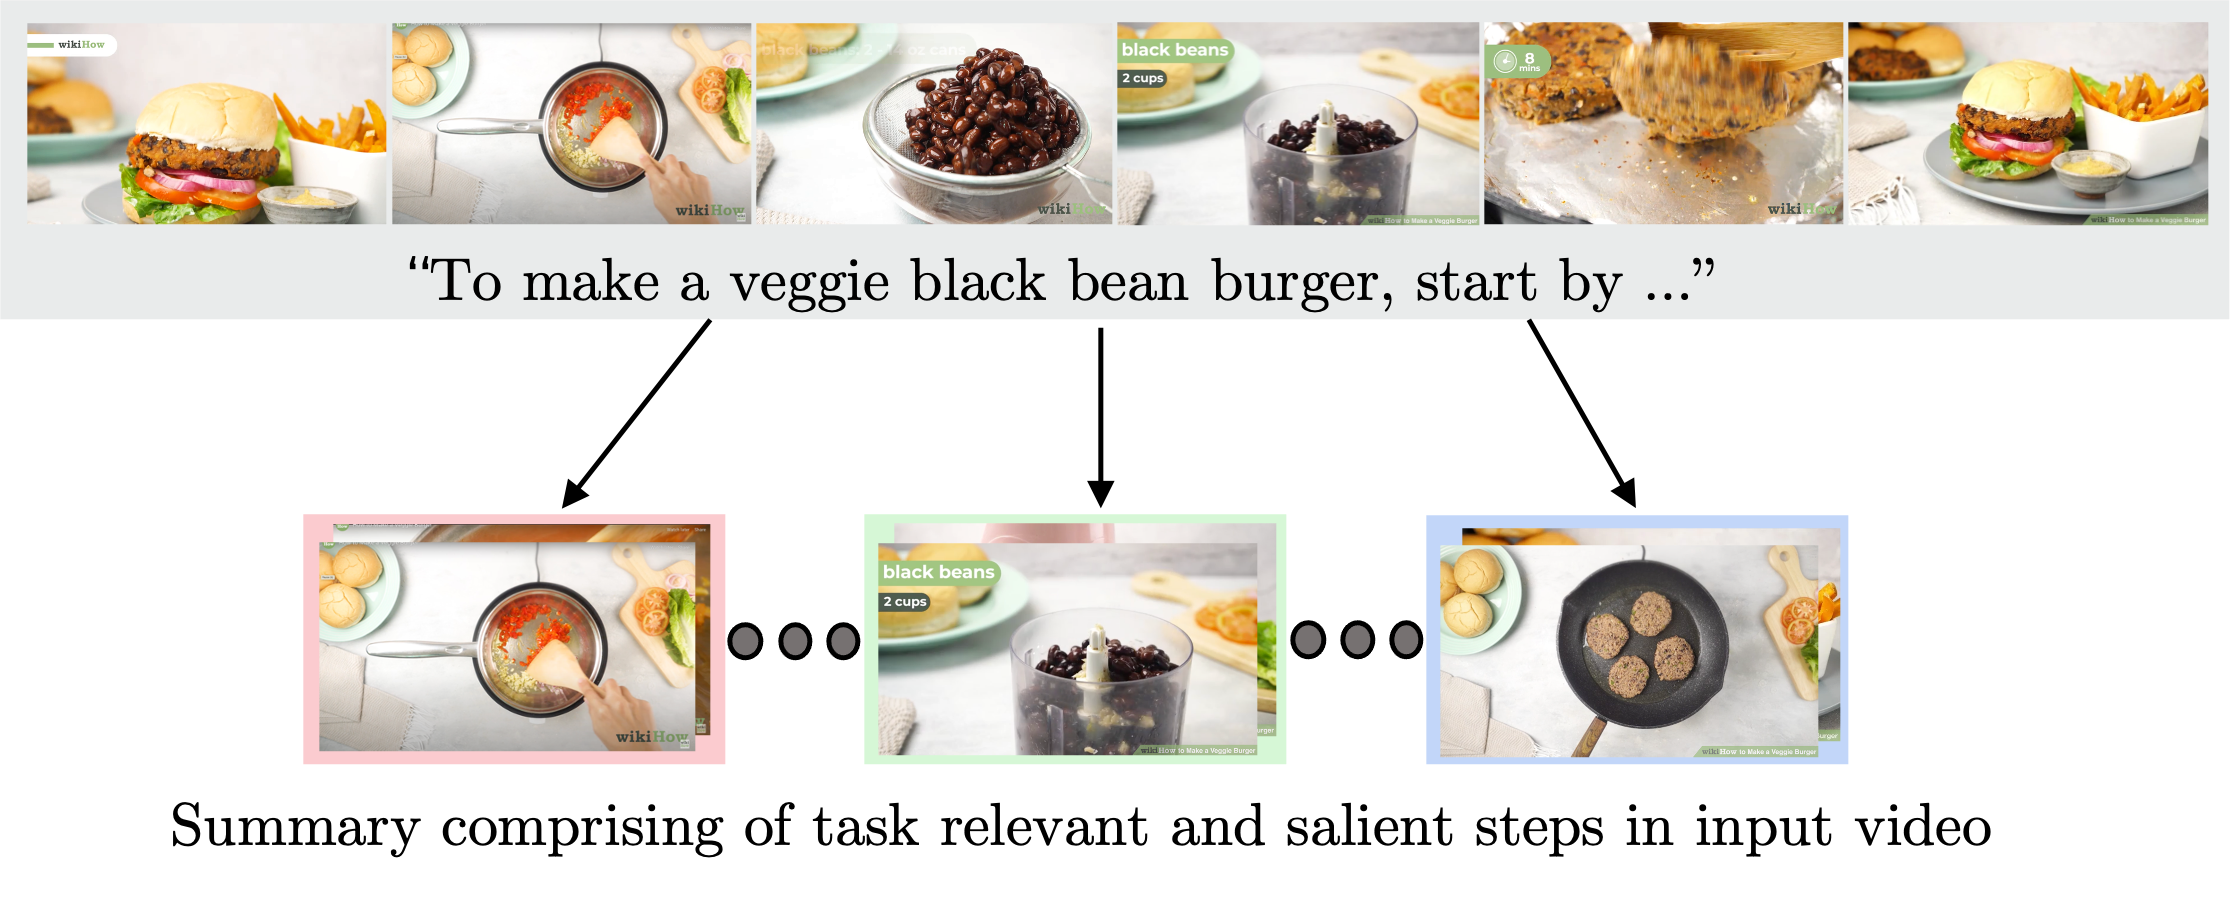 wikiHow
black beans: 2 - 14 oz cans
black beans
8
2 cups
mins
wikiHow
wikiHow
wikiHow to Make a Veggie Burger
wikiHow
wikiHow to Make a Veggie Burger
“To make a veggie black bean burger, start by ...”
black beans
2 cups
wikiHow
wikiHow to Make a Veggie Burger
urger
wikiHow to Make a Veggie Burger
urger
Summary comprising of task relevant and salient steps in input video